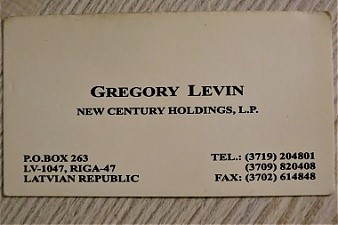 GREGORY LEVIN
NEW CENTURY HOLDINGS, L.P.
P.O.BOX 263
LV-1047, RIGA-47
LATVIAN REPUBLIC
TEL.: (3719) 204801
(3709) 820408
FAX: (3702) 614848